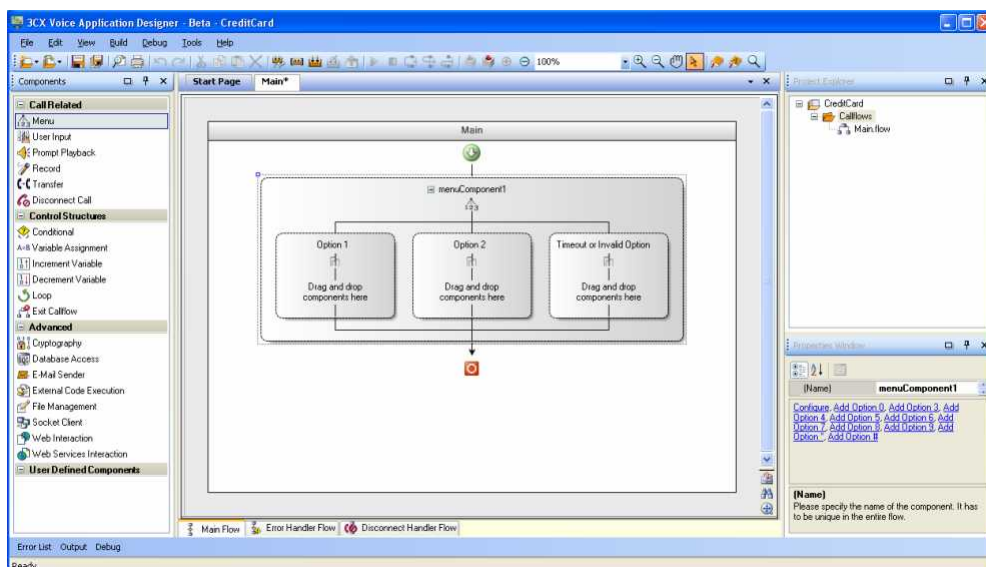 3CX Voice Application Designer - Beta - CreditCard
File Edit View Build Debug Tools Help
100%
Components
Start Page Main*
Project Explorer
Call Related
Menu
User Input
Prompt Playback
Record
Transfer
Disconnect Call
Control Structures
Conditional
A=B Variable Assignment
Increment Variable
Decrement Variable
Loop
Exit Callflow
Advanced
Cryptography
Database Access
E-Mail Sender
External Code Execution
File Management
Socket Client
Web Interaction
Web Services Interaction
User Defined Components
Main
menuComponent1
1 2 3
Option 1
Drag and drop
components here
Option 2
Drag and drop
components here
Timeout or Invalid Option
Drag and drop
components here
Main Flow Error Handler Flow Disconnect Handler Flow
CreditCard
Callflows
Main.flow
Properties Window
(Name) menuComponent1
Configure, Add Option 0, Add Option 3, Add
Option 4, Add Option 5, Add Option 6, Add
Option 7, Add Option 8, Add Option 9, Add
Option *, Add Option #
(Name)
Please specify the name of the component. It has
to be unique in the entire flow.
Error List Output Debug
Ready